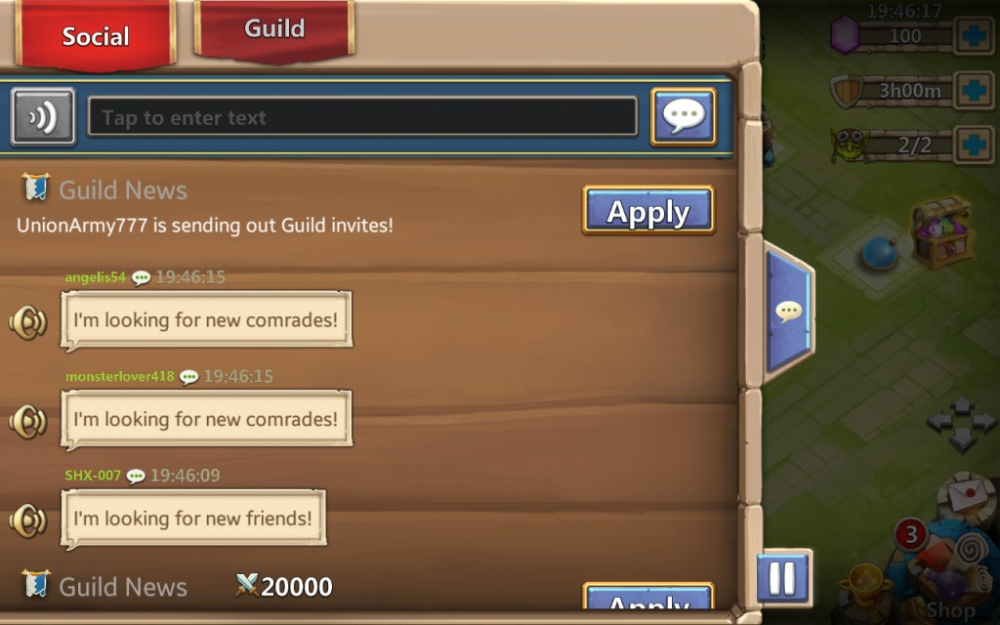 Social
Guild
19:46:17
100
Tap to enter text
3h00m
2/2
Guild News
UnionArmy777 is sending out Guild invites!
Apply
angelis54 19:46:15
I'm looking for new comrades!
monsterlover418 19:46:15
I'm looking for new comrades!
SHX-007 19:46:09
I'm looking for new friends!
3
Guild News 20000
Apply
Shop